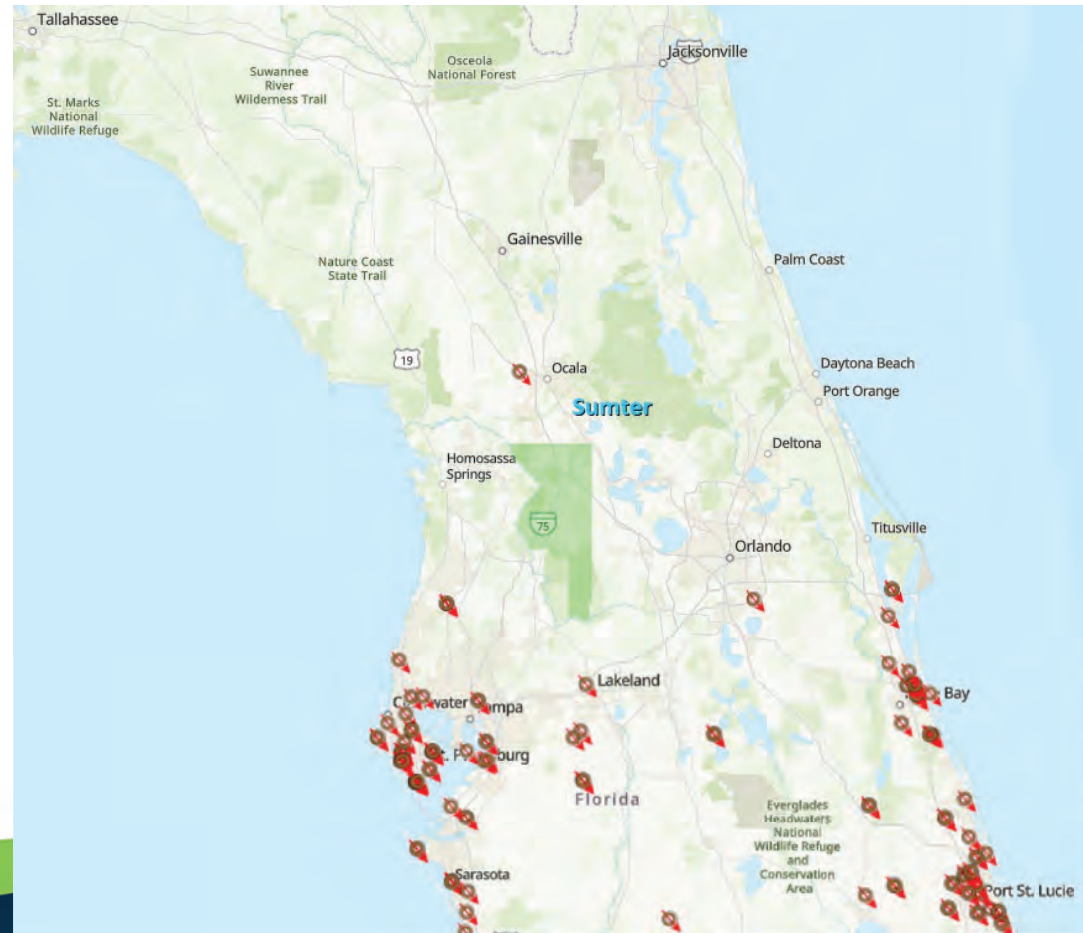 Tallahassee
Jacksonville
Osceola
National Forest
Suwannee
River
Wilderness Trail
St. Marks
National
Wildlife Refuge
Gainesville
Nature Coast
State Trail
Palm Coast
19
Ocala
Daytona Beach
Port Orange
Sumter
Deltona
Homosassa
Springs
75
Titusville
Orlando
Lakeland
Bay
Florida
Everglades
Headwaters
National
Wildlife Refuge
and
Conservation
Area
Sarasota
Port St. Lucie